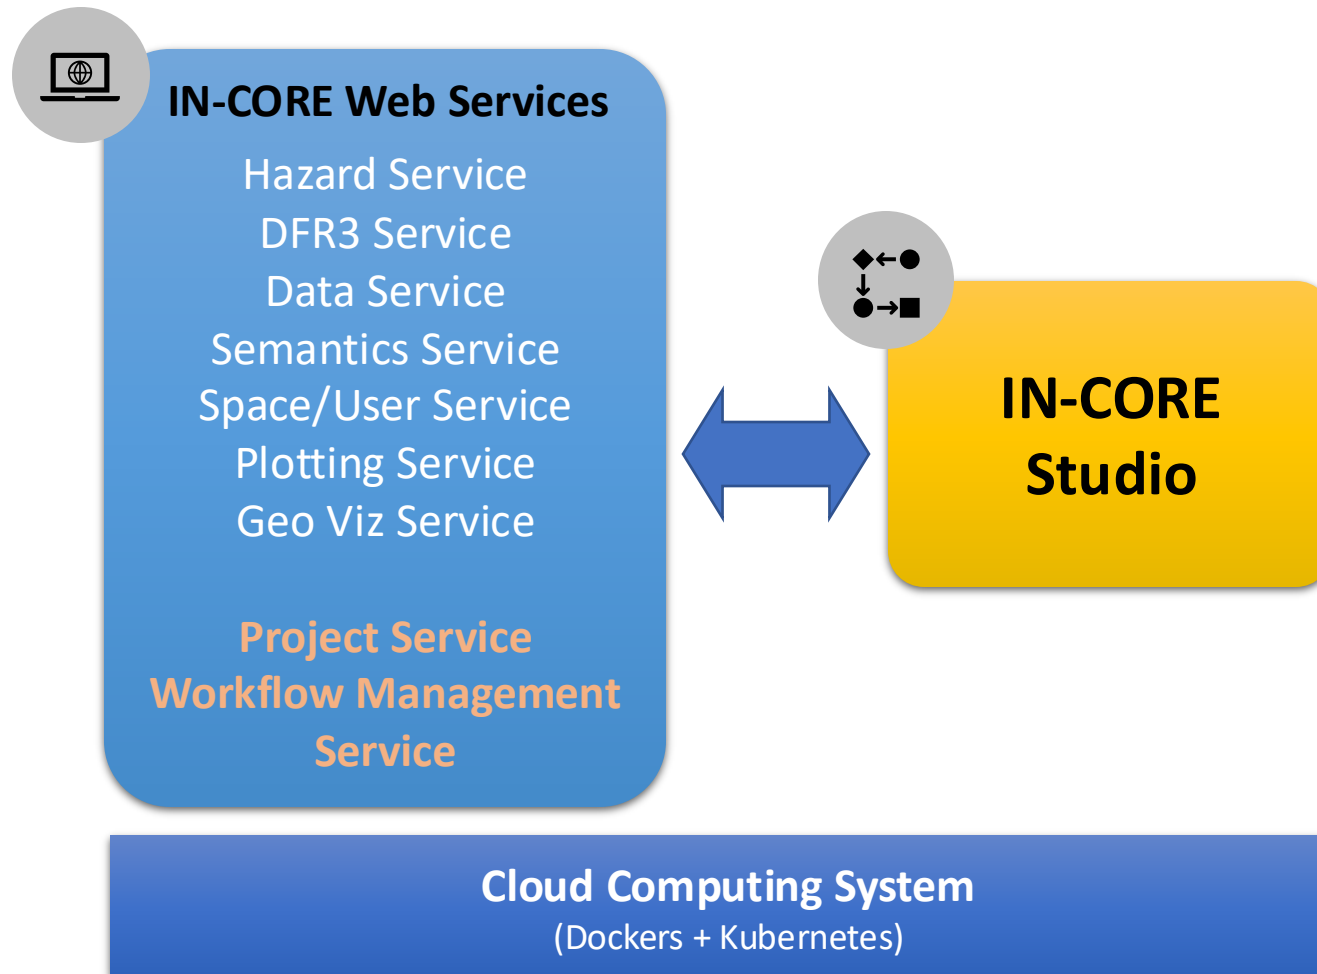 IN-CORE Web Services
Hazard Service
DFR3 Service
Data Service
Semantics Service
Space/User Service
Plotting Service
Geo Viz Service
Project Service
Workflow Management
Service
IN-CORE
Studio
Cloud Computing System
(Dockers + Kubernetes)